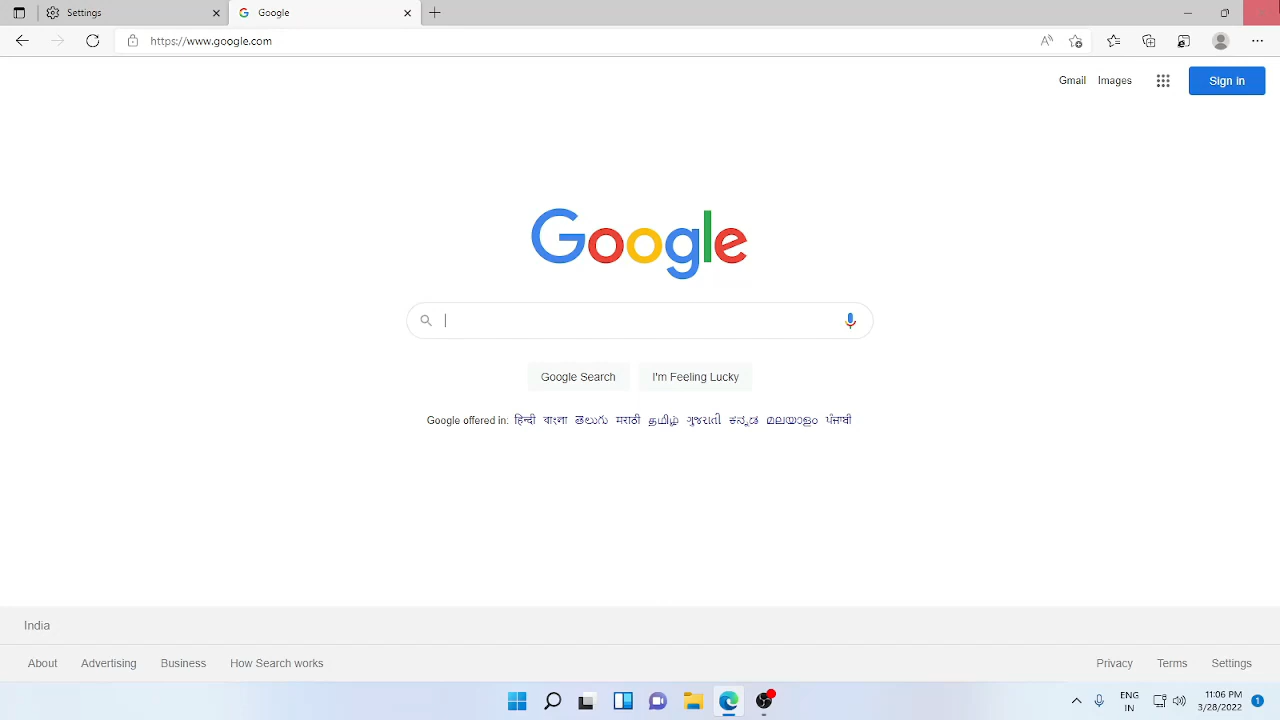 Settings
Google
https://www.google.com
Gmail Images Sign in
Google
Google Search I'm Feeling Lucky
Google offered in: हिन्दी বাংলা తెలుగు मराठी தமிழ் ગુજરાતી ಕನ್ನಡ മലയാളം ਪੰਜਾਬੀ
India
About Advertising Business How Search works Privacy Terms Settings
ENG 11:06 PM
IN 3/28/2022 1